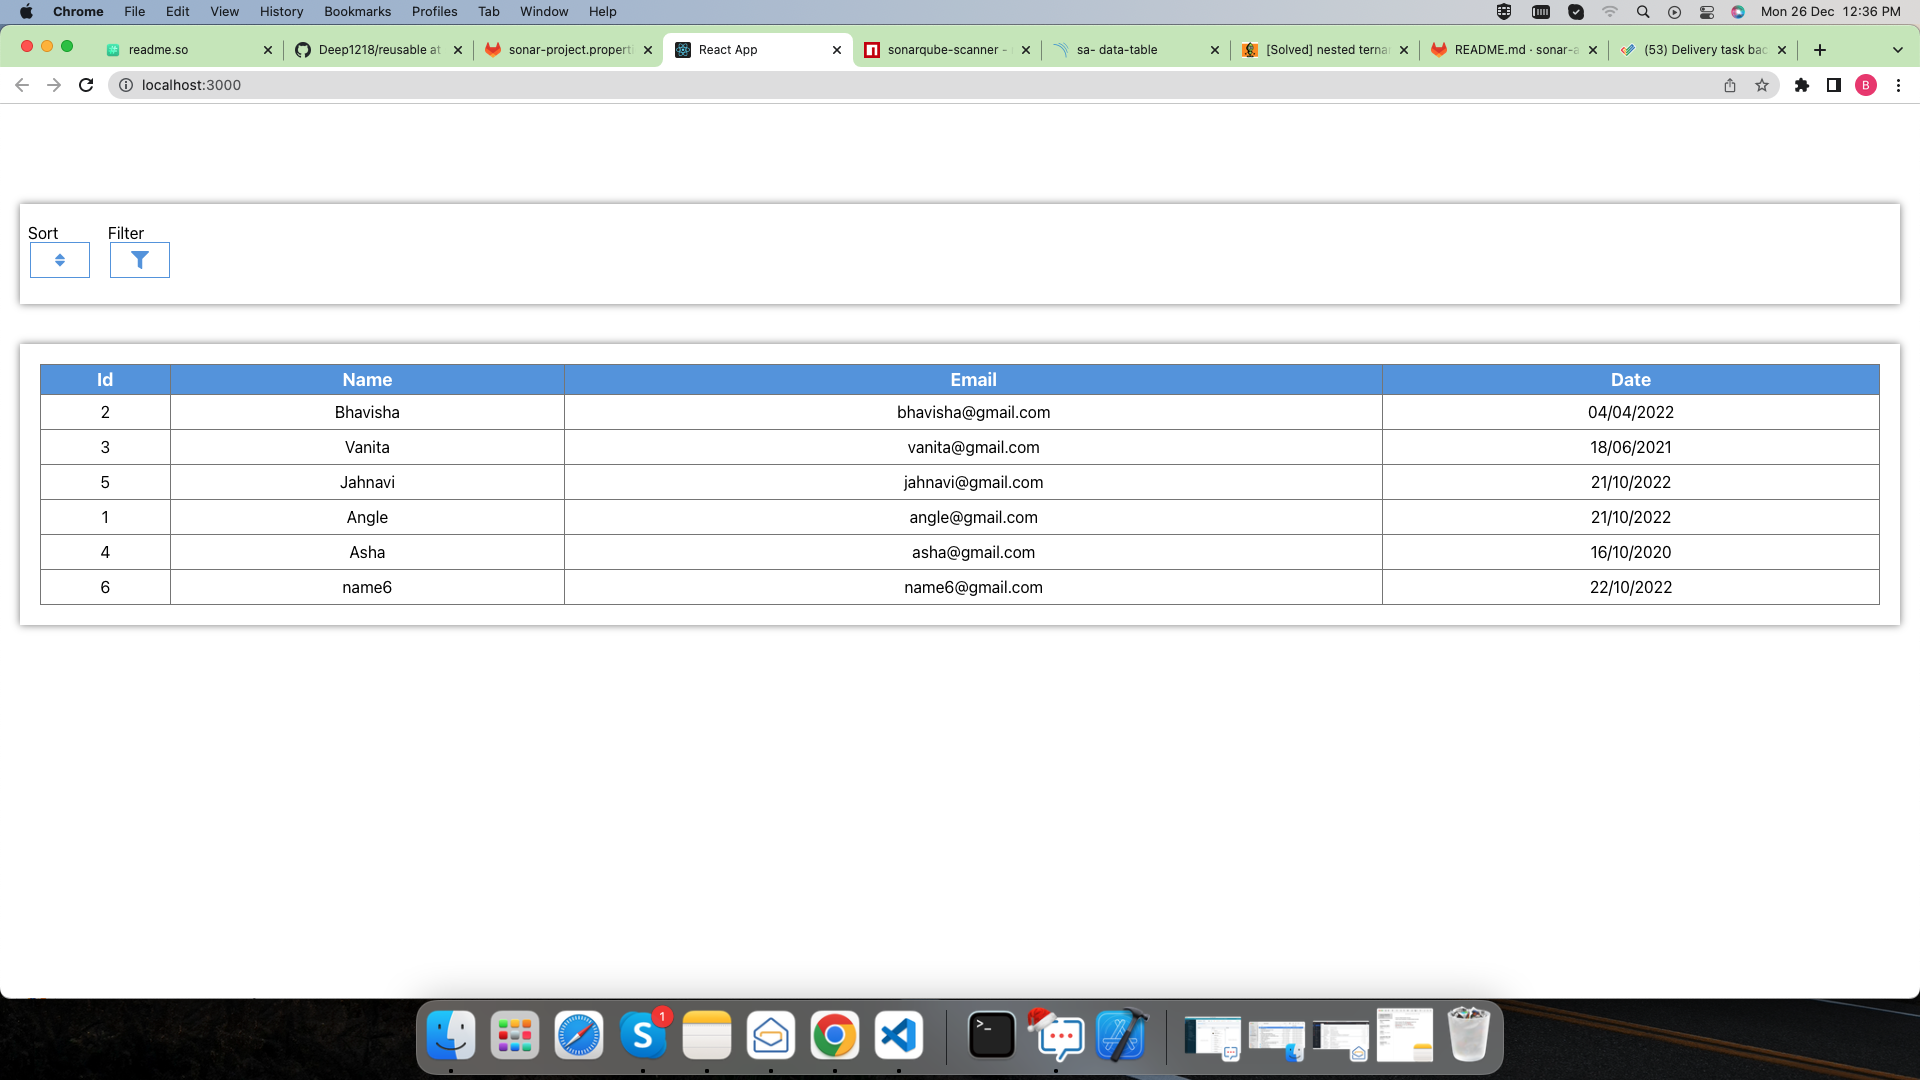 Chrome File Edit View History Bookmarks Profiles Tab Window Help Mon 26 Dec 12:36 PM
readme.so Deep1218/reusable at sonar-project.properti React App sonarqube-scanner - sa- data-table [Solved] nested terna README.md · sonar-a (53) Delivery task bac
localhost:3000 B
Sort Filter
Id Name Email Date
2 Bhavisha bhavisha@gmail.com 04/04/2022
3 Vanita vanita@gmail.com 18/06/2021
5 Jahnavi jahnavi@gmail.com 21/10/2022
1 Angle angle@gmail.com 21/10/2022
4 Asha asha@gmail.com 16/10/2020
6 name6 name6@gmail.com 22/10/2022
S 1 >_